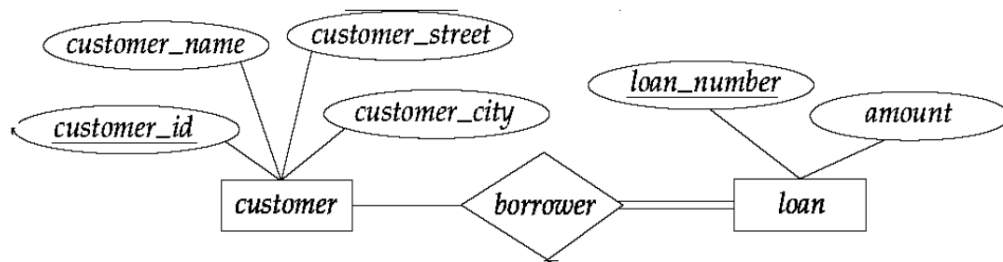 customer_name
customer_street
customer_id
customer_city
loan_number
amount
customer
borrower
loan